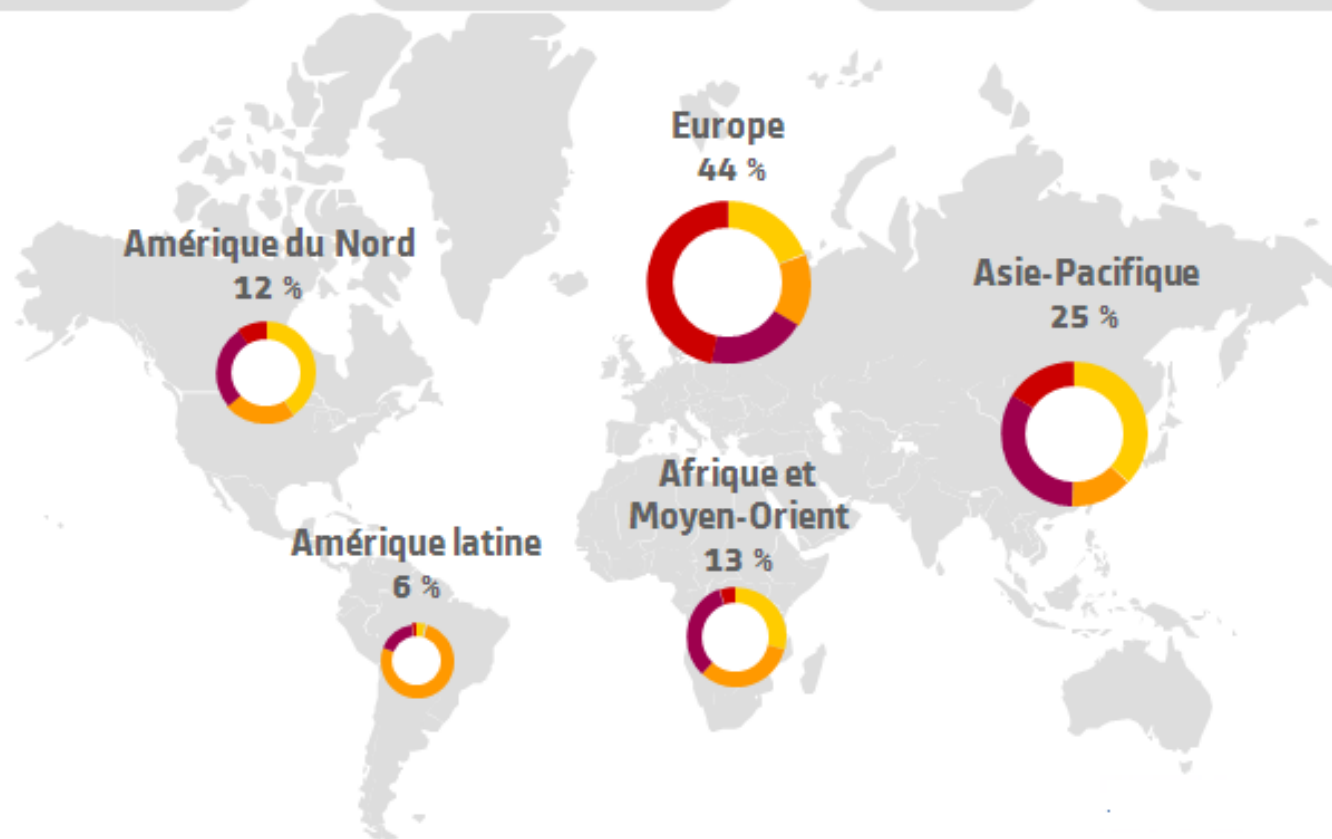 Europe
44 %
Amérique du Nord
12 %
Asie-Pacifique
25 %
Afrique et
Moyen-Orient
13 %
Amérique latine
6 %